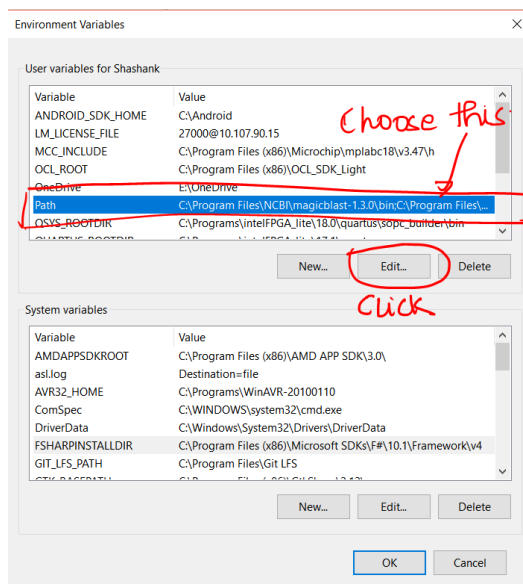 Environment Variables
User variables for Shashank
Variable Value
ANDROID_SDK_HOME C:\Android
LM_LICENSE_FILE 27000@10.107.90.15
MCC_INCLUDE C:\Program Files (x86)\Microchip\mplabc18\v3.47\h
OCL_ROOT C:\Program Files (x86)\OCL_SDK_Light
OneDrive E:\OneDrive
Path C:\Program Files\NCBI\magicblast-1.3.0\bin;C:\Program Files\...
QSYS_ROOTDIR C:\Programs\intelFPGA_lite\18.0\quartus\sopc_builder\bin
Choose this
New... Edit... Delete
Click
System variables
Variable Value
AMDAPPSDKROOT C:\Program Files (x86)\AMD APP SDK\3.0\
asl.log Destination=file
AVR32_HOME C:\Programs\WinAVR-20100110
ComSpec C:\WINDOWS\system32\cmd.exe
DriverData C:\Windows\System32\Drivers\DriverData
FSHARPINSTALLDIR C:\Program Files (x86)\Microsoft SDKs\F#\10.1\Framework\v4
GIT_LFS_PATH C:\Program Files\Git LFS
New... Edit... Delete
OK Cancel